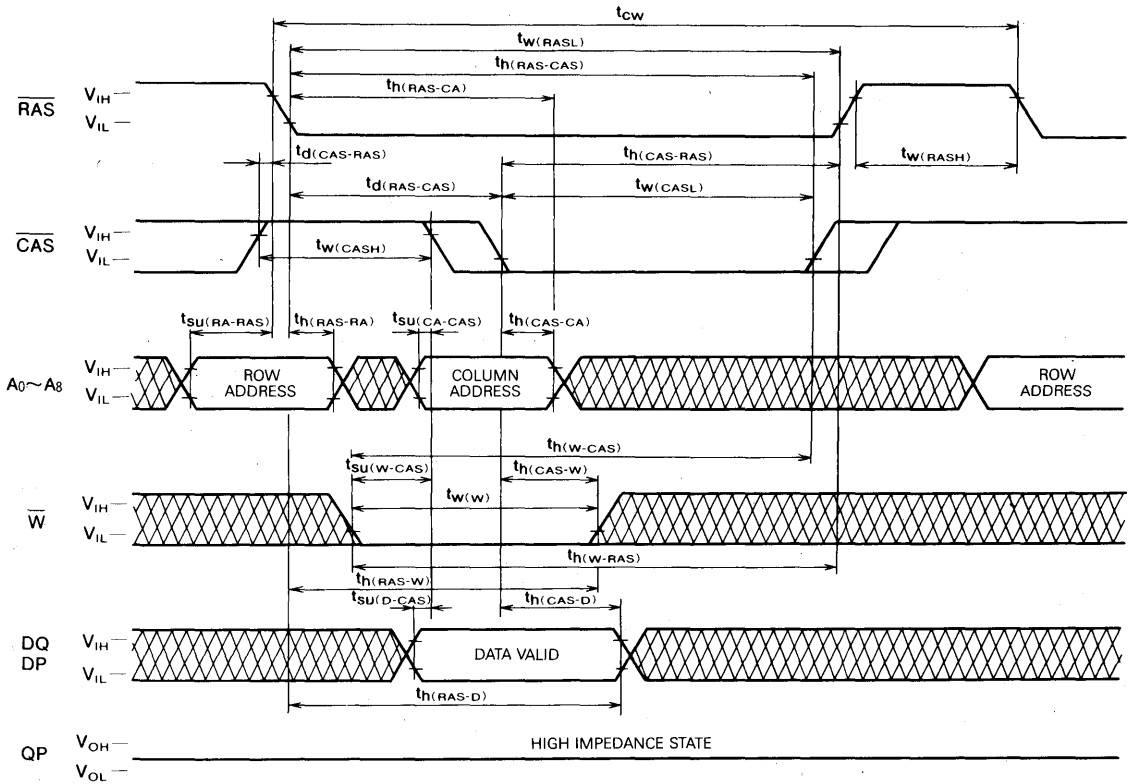 tCW
tW(RASL)
th(RAS-CAS)
th(RAS-CA)
RAS
VIH
VIL
td(CAS-RAS)
th(CAS-RAS)
tW(RASH)
td(RAS-CAS)
tW(CASL)
CAS
VIH
VIL
tW(CASH)
tsu(RA-RAS)
th(RAS-RA)
tsu(CA-CAS)
th(CAS-CA)
A0~A8
VIH
VIL
ROW
ADDRESS
COLUMN
ADDRESS
ROW
ADDRESS
th(W-CAS)
tsu(W-CAS)
th(CAS-W)
W
VIH
VIL
tW(W)
th(W-RAS)
th(RAS-W)
tsu(D-CAS)
th(CAS-D)
DQ
DP
VIH
VIL
DATA VALID
th(RAS-D)
QP
VOH
VOL
HIGH IMPEDANCE STATE